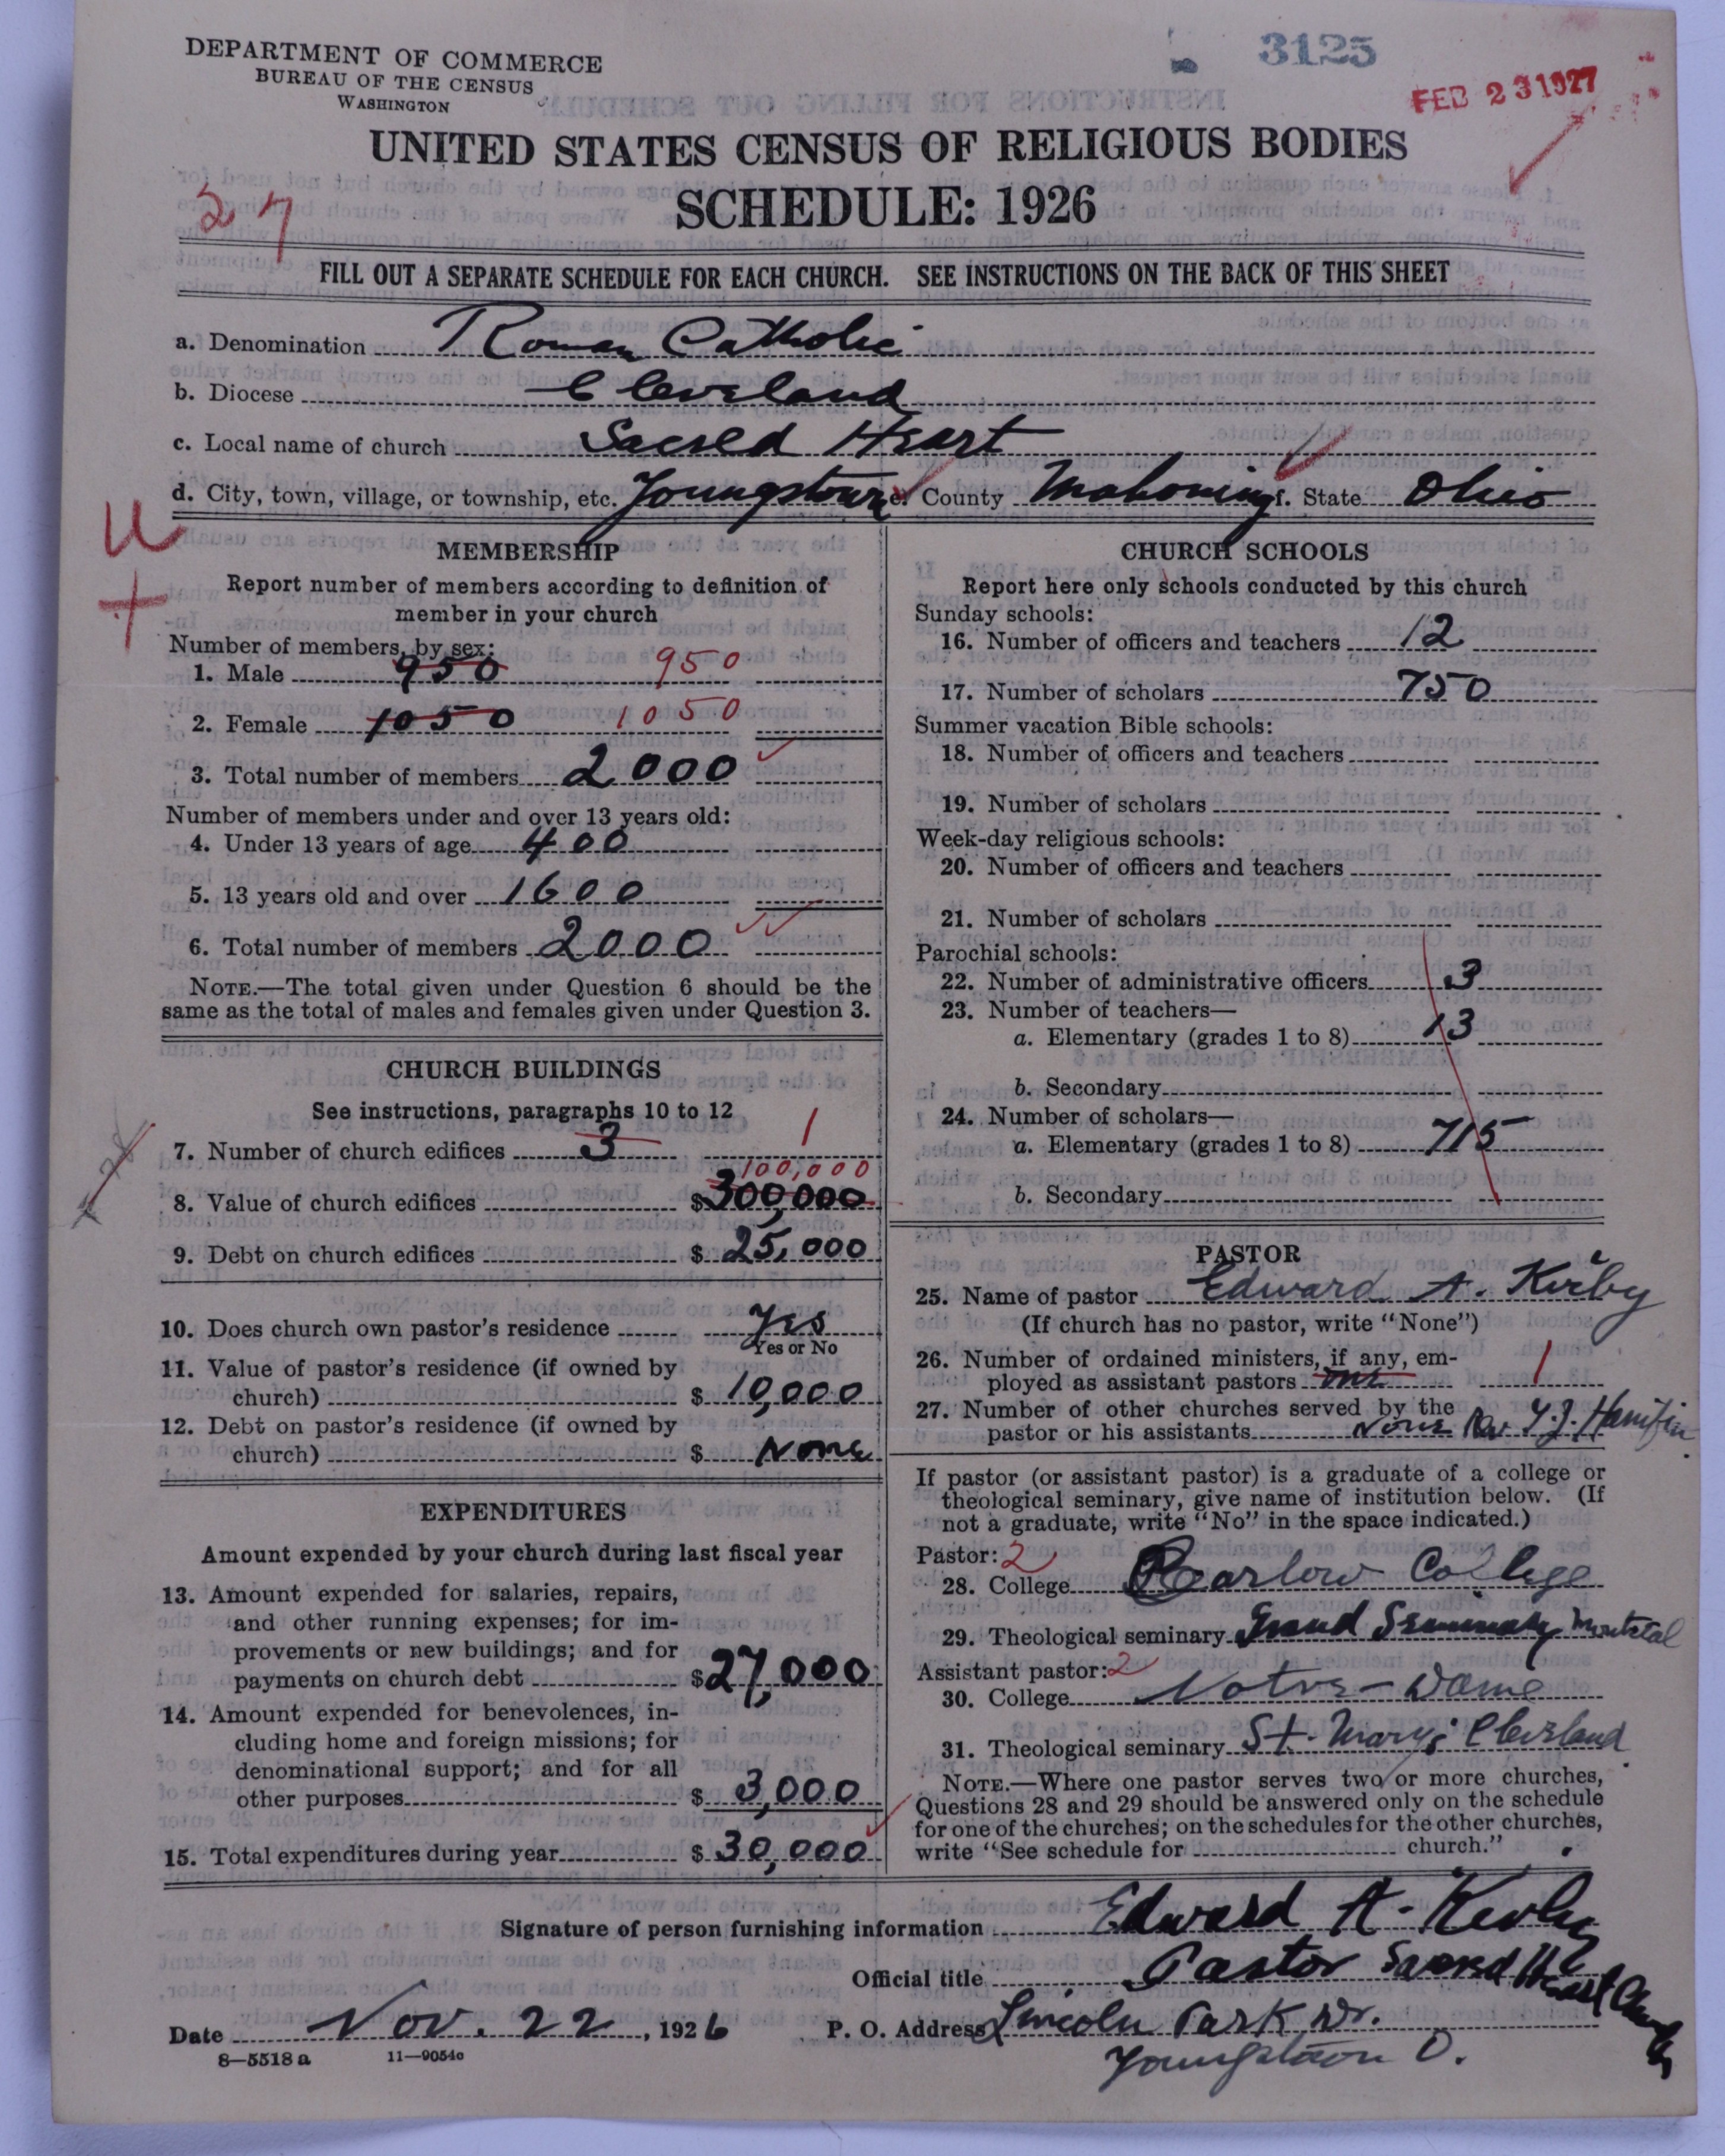 DEPARTMENT OF COMMERCE
BUREAU OF THE CENSUS
WASHINGTON
3125
FEB 23 1927
UNITED STATES CENSUS OF RELIGIOUS BODIES
SCHEDULE: 1926
27
FILL OUT A SEPARATE SCHEDULE FOR EACH CHURCH. SEE INSTRUCTIONS ON THE BACK OF THIS SHEET
a. Denomination Roman Catholic
b. Diocese Cleveland
c. Local name of church Sacred Heart
d. City, town, village, or township, etc. Youngstown e. County Mahoning f. State Ohio
U
+
MEMBERSHIP
Report number of members according to definition of
member in your church
Number of members, by sex:
1. Male 950 950
2. Female 1050 1050
3. Total number of members 2000
Number of members under and over 13 years old:
4. Under 13 years of age 400
5. 13 years old and over 1600
6. Total number of members 2000
NOTE.—The total given under Question 6 should be the
same as the total of males and females given under Question 3.
CHURCH BUILDINGS
See instructions, paragraphs 10 to 12
7. Number of church edifices 3 1
100,000
8. Value of church edifices $300,000
9. Debt on church edifices $25,000
10. Does church own pastor's residence Yes
Yes or No
11. Value of pastor's residence (if owned by
church) $10,000
12. Debt on pastor's residence (if owned by
church) $ None
EXPENDITURES
Amount expended by your church during last fiscal year
13. Amount expended for salaries, repairs,
and other running expenses; for im-
provements or new buildings; and for
payments on church debt $27,000
14. Amount expended for benevolences, in-
cluding home and foreign missions; for
denominational support; and for all
other purposes $ 3,000
15. Total expenditures during year $30,000
CHURCH SCHOOLS
Report here only schools conducted by this church
Sunday schools:
16. Number of officers and teachers 12
17. Number of scholars 750
Summer vacation Bible schools:
18. Number of officers and teachers
19. Number of scholars
Week-day religious schools:
20. Number of officers and teachers
21. Number of scholars
Parochial schools:
22. Number of administrative officers 3
23. Number of teachers—
a. Elementary (grades 1 to 8) 13
b. Secondary
24. Number of scholars—
a. Elementary (grades 1 to 8) 715
b. Secondary
PASTOR
25. Name of pastor Edward A. Kirby
(If church has no pastor, write "None")
26. Number of ordained ministers, if any, em-
ployed as assistant pastors one 1
27. Number of other churches served by the
pastor or his assistants None Rev Y.J. Hanifin
If pastor (or assistant pastor) is a graduate of a college or
theological seminary, give name of institution below. (If
not a graduate, write "No" in the space indicated.)
Pastor: 2
28. College College
29. Theological seminary Grand Seminary Montreal
Assistant pastor: 2
30. College Notre-Dame
31. Theological seminary St. Mary's Cleveland
NOTE.—Where one pastor serves two or more churches,
Questions 28 and 29 should be answered only on the schedule
for one of the churches; on the schedules for the other churches,
write "See schedule for church."
Signature of person furnishing information Edward A. Kirby
Official title Pastor Sacred Heart Church
Date Nov. 22, 1926 P. O. Address Lincoln Park Dr.
Youngstown O.
8—5518 a 11—9054c